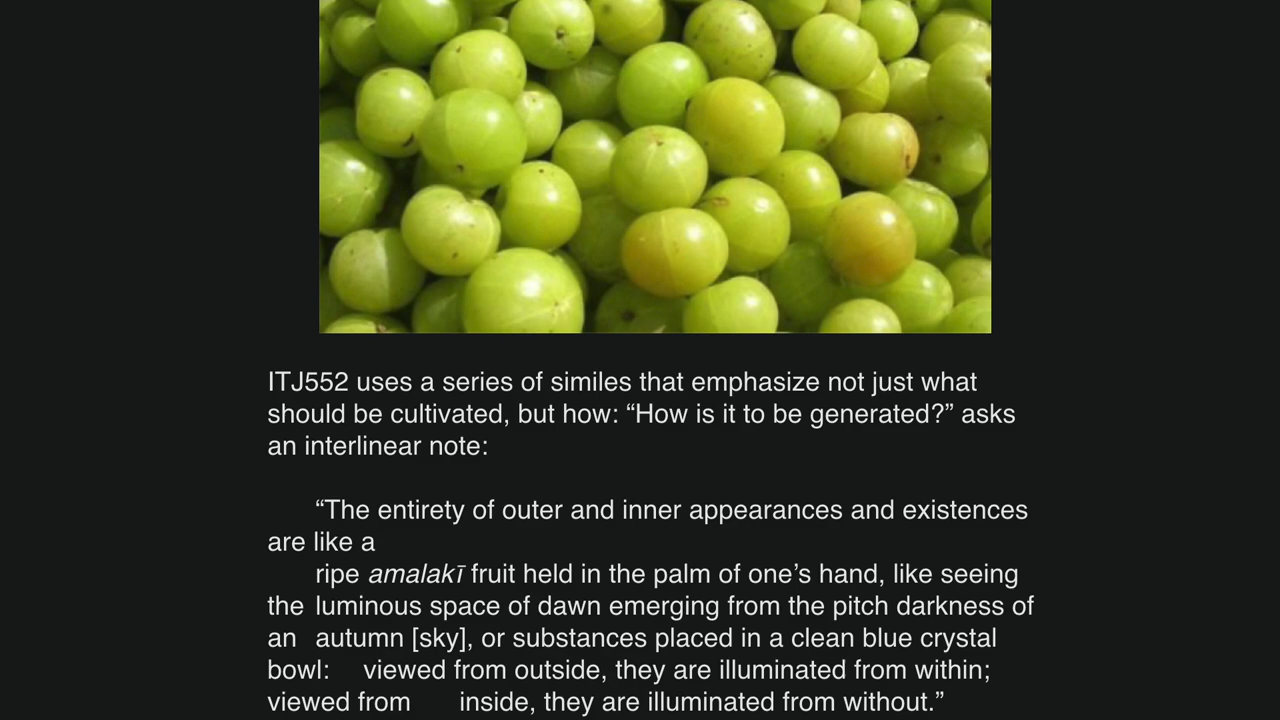 ITJ552 uses a series of similes that emphasize not just what
should be cultivated, but how: “How is it to be generated?” asks
an interlinear note:
“The entirety of outer and inner appearances and existences
are like a
ripe amalakī fruit held in the palm of one’s hand, like seeing
the luminous space of dawn emerging from the pitch darkness of
an autumn [sky], or substances placed in a clean blue crystal
bowl: viewed from outside, they are illuminated from within;
viewed from inside, they are illuminated from without.”